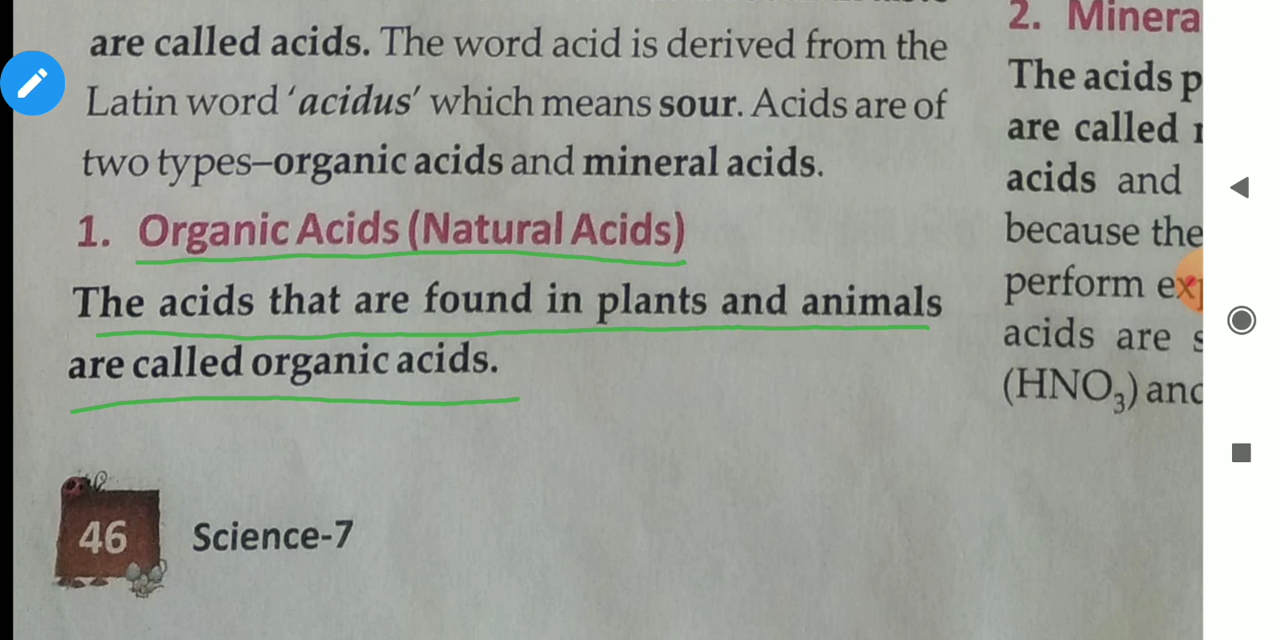 are called acids. The word acid is derived from the
Latin word ‘acidus’ which means sour. Acids are of
two types–organic acids and mineral acids.
1. Organic Acids (Natural Acids)
The acids that are found in plants and animals
are called organic acids.
46 Science-7
2.
The acids
are called
acids and
because the
perform
acids are
(HNO₃) and